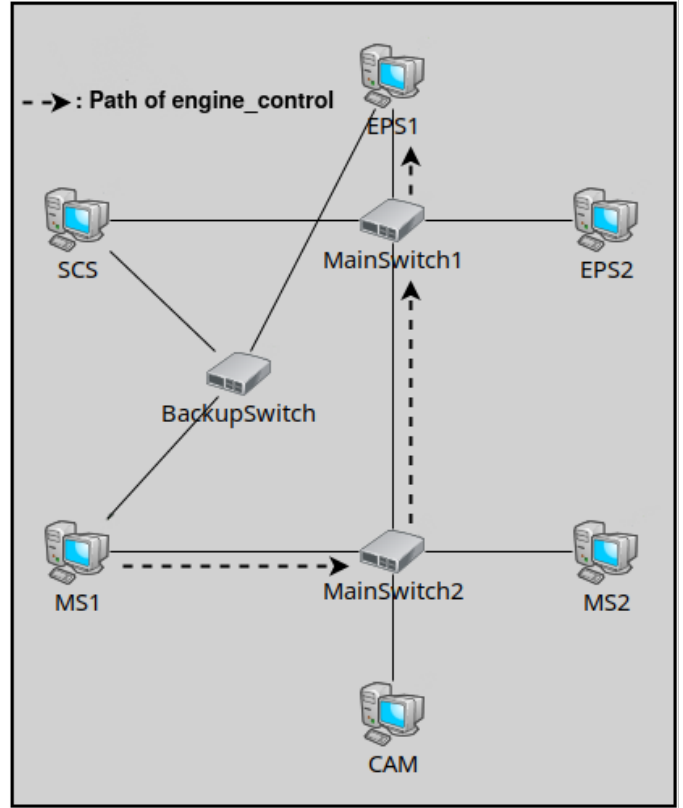 : Path of engine_control
EPS1
SCS
MainSwitch1
EPS2
BackupSwitch
MS1
MainSwitch2
MS2
CAM